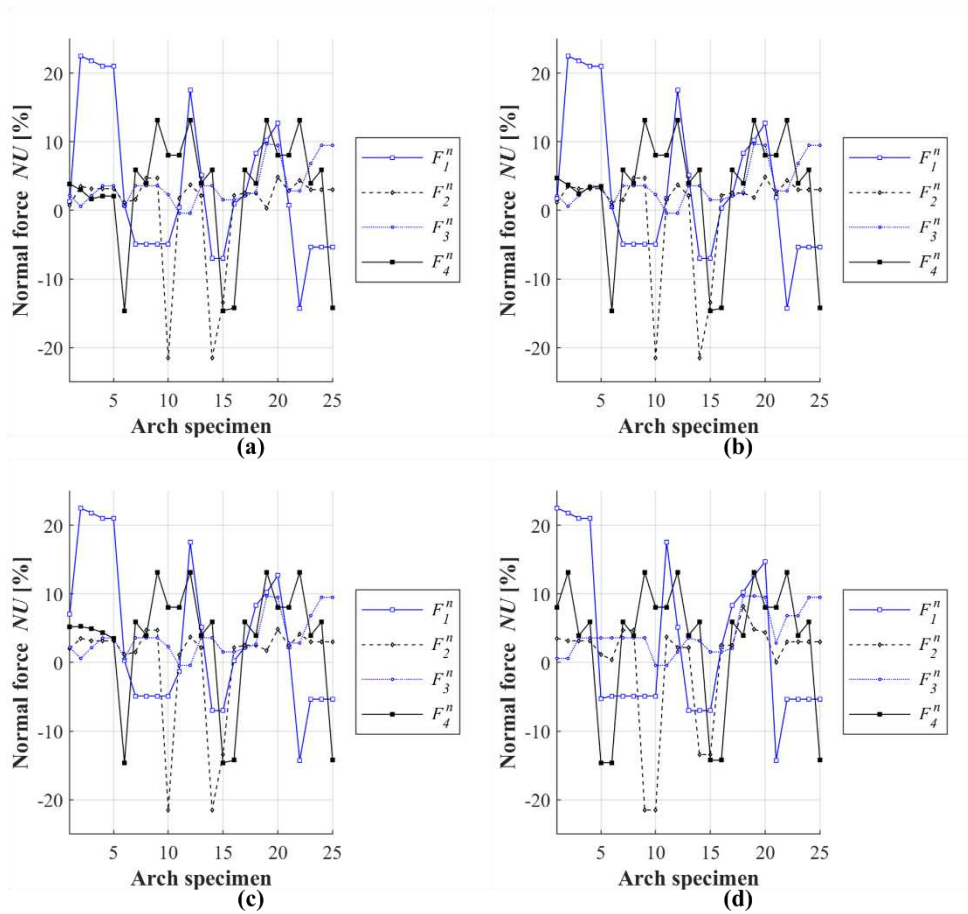 Normal force NU [%]
20
10
0
-10
-20
5 10 15 20 25
Arch specimen
F₁ⁿ
F₂ⁿ
F₃ⁿ
F₄ⁿ
(a)
Normal force NU [%]
20
10
0
-10
-20
5 10 15 20 25
Arch specimen
F₁ⁿ
F₂ⁿ
F₃ⁿ
F₄ⁿ
(b)
Normal force NU [%]
20
10
0
-10
-20
5 10 15 20 25
Arch specimen
F₁ⁿ
F₂ⁿ
F₃ⁿ
F₄ⁿ
(c)
Normal force NU [%]
20
10
0
-10
-20
5 10 15 20 25
Arch specimen
F₁ⁿ
F₂ⁿ
F₃ⁿ
F₄ⁿ
(d)